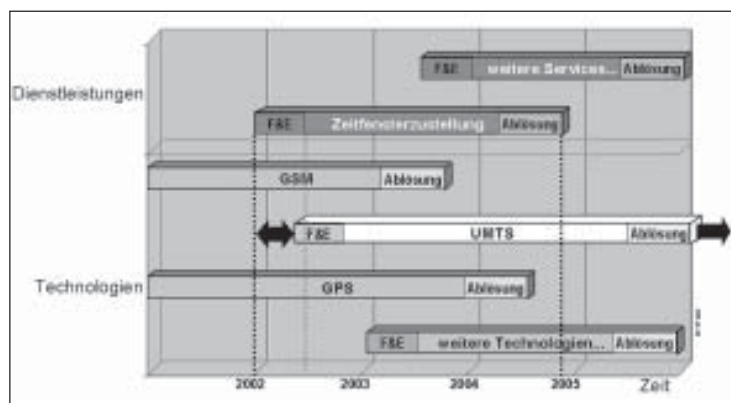 Dienstleistungen
F&E weitere Services... Ablösung
F&E Zeitfensterzustellung Ablösung
GSM Ablösung
F&E UMTS Ablösung
Technologien
GPS Ablösung
F&E weitere Technologien... Ablösung
2002 2003 2004 2005 Zeit